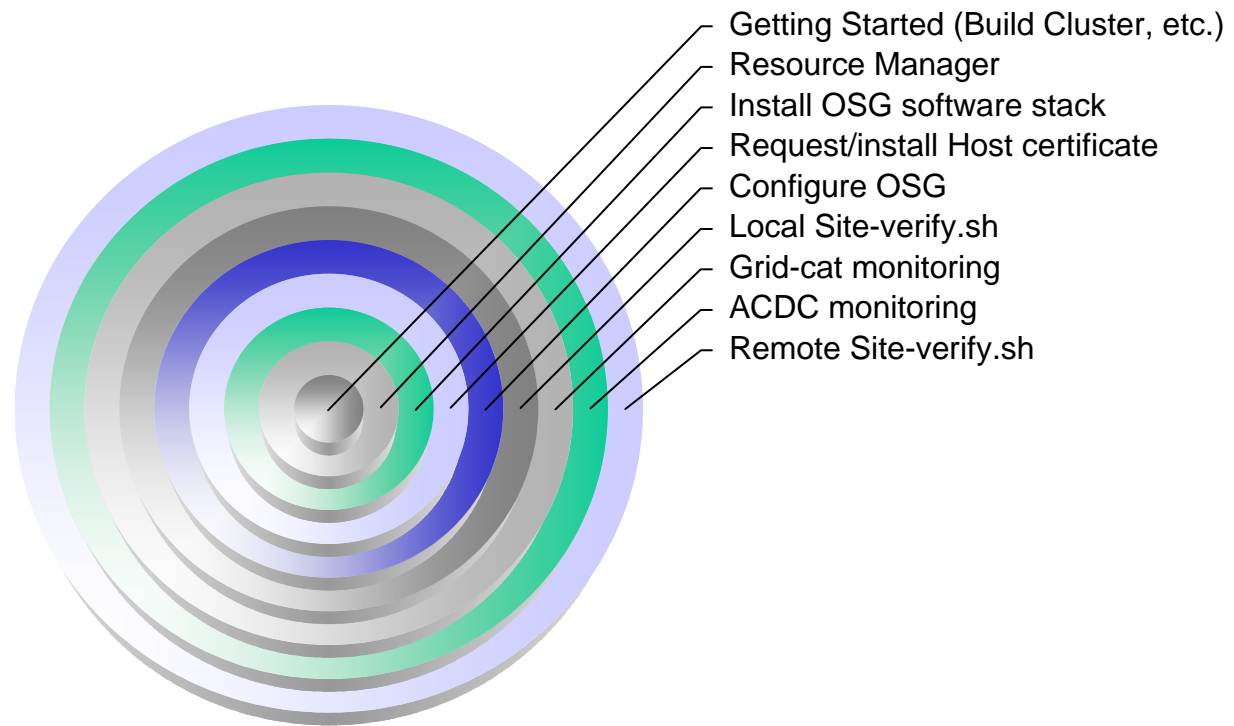 Getting Started (Build Cluster, etc.)
Resource Manager
Install OSG software stack
Request/install Host certificate
Configure OSG
Local Site-verify.sh
Grid-cat monitoring
ACDC monitoring
Remote Site-verify.sh